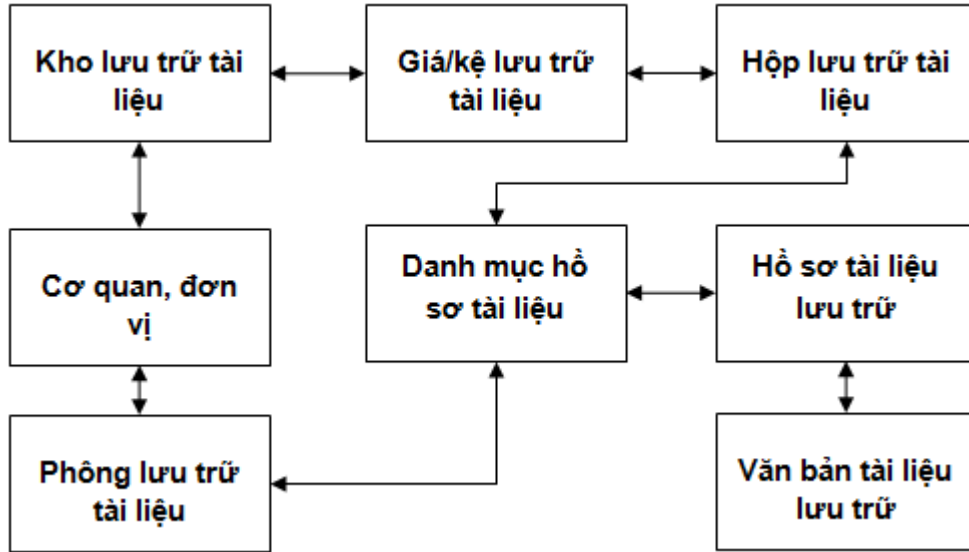 Kho lưu trữ tài
liệu
Giá/kệ lưu trữ
tài liệu
Hộp lưu trữ tài
liệu
Cơ quan, đơn
vị
Danh mục hồ
sơ tài liệu
Hồ sơ tài liệu
lưu trữ
Phông lưu trữ
tài liệu
Văn bản tài liệu
lưu trữ